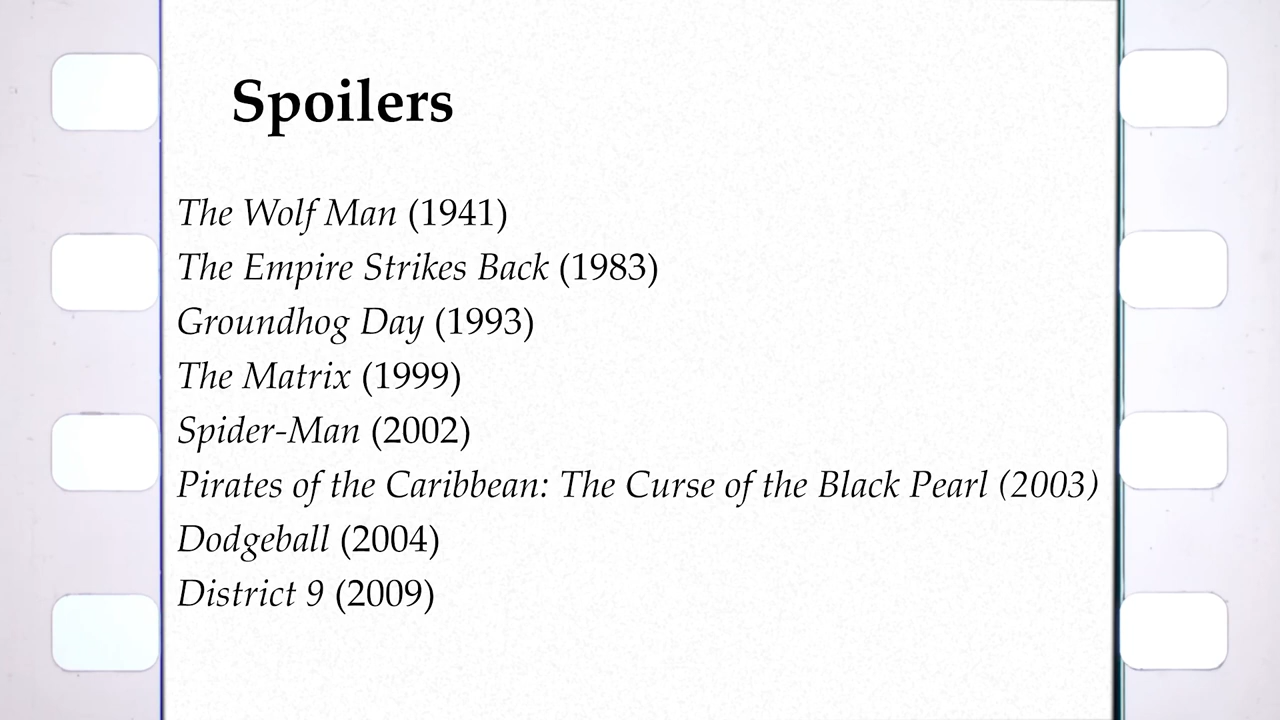 Spoilers
The Wolf Man (1941)
The Empire Strikes Back (1983)
Groundhog Day (1993)
The Matrix (1999)
Spider-Man (2002)
Pirates of the Caribbean: The Curse of the Black Pearl (2003)
Dodgeball (2004)
District 9 (2009)